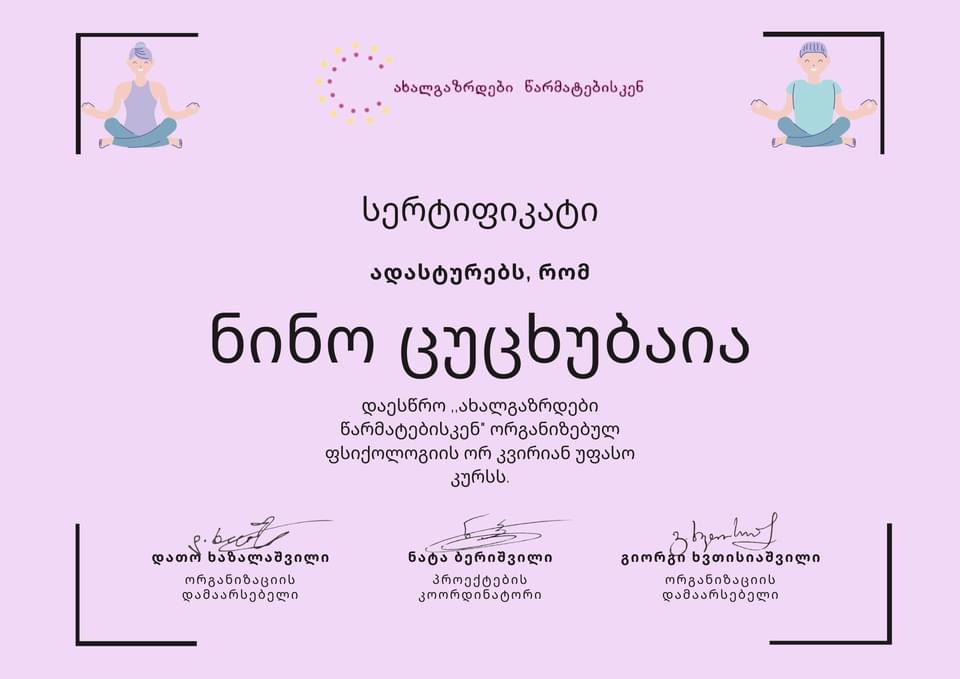 ახალგაზრდები წარმატებისკენ
სერტიფიკატი
ადასტურებს, რომ
ნინო ცუცხუბაია
დაესწრო ,,ახალგაზრდები
წარმატებისკენ" ორგანიზებულ
ფსიქოლოგიის ორ კვირიან უფასო
კურსს.
დათო ხაზალაშვილი
ორგანიზაციის
დამაარსებელი
ნატა ბერიშვილი
პროექტების
კოორდინატორი
გიორგი ხვთისიაშვილი
ორგანიზაციის
დამაარსებელი